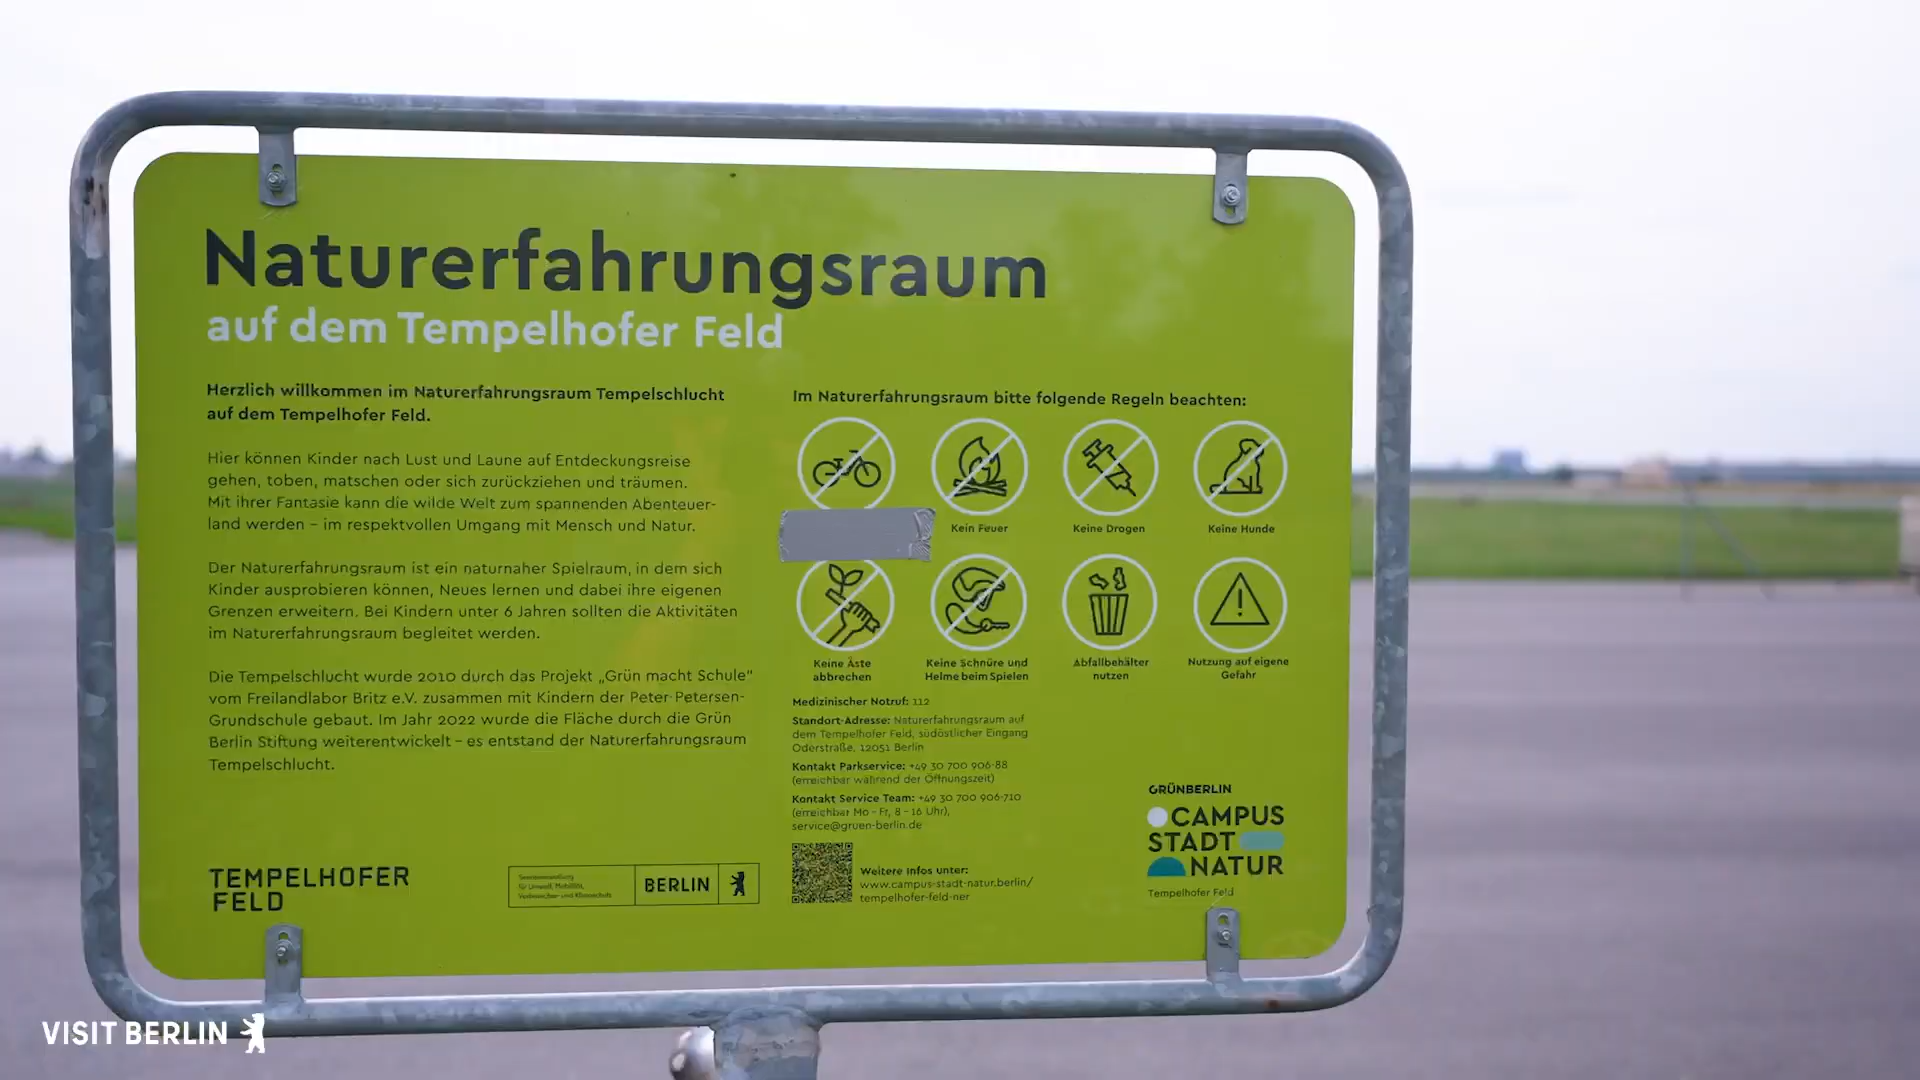 Naturerfahrungsraum
auf dem Tempelhofer Feld
Herzlich willkommen im Naturerfahrungsraum Tempelschlucht
auf dem Tempelhofer Feld.
Hier können Kinder nach Lust und Laune auf Entdeckungsreise
gehen, toben, matschen oder sich zurückziehen und träumen.
Mit ihrer Fantasie kann die wilde Welt zum spannenden Abenteuer-
land werden – im respektvollen Umgang mit Mensch und Natur.
Der Naturerfahrungsraum ist ein naturnaher Spielraum, in dem sich
Kinder ausprobieren können, Neues lernen und dabei ihre eigenen
Grenzen erweitern. Bei Kindern unter 6 Jahren sollten die Aktivitäten
im Naturerfahrungsraum begleitet werden.
Die Tempelschlucht wurde 2010 durch das Projekt „Grün macht Schule"
vom Freilandlabor Britz e.V. zusammen mit Kindern der Peter-Petersen-
Grundschule gebaut. Im Jahr 2022 wurde die Fläche durch die Grün
Berlin Stiftung weiterentwickelt – es entstand der Naturerfahrungsraum
Tempelschlucht.
TEMPELHOFER
FELD
Senatsverwaltung
für Umwelt, Mobilität,
Verbraucher- und Klimaschutz
BERLIN
Im Naturerfahrungsraum bitte folgende Regeln beachten:
Kein Feuer
Keine Drogen
Keine Hunde
Keine Äste
abbrechen
Keine Schnüre und
Helme beim Spielen
Abfallbehälter
nutzen
Nutzung auf eigene
Gefahr
Medizinischer Notruf: 112
Standort-Adresse: Naturerfahrungsraum auf
dem Tempelhofer Feld, südöstlicher Eingang
Oderstraße, 12051 Berlin
Kontakt Parkservice: +49 30 700 906-88
(erreichbar während der Öffnungszeit)
Kontakt Service Team: +49 30 700 906-710
(erreichbar Mo - Fr, 8 - 16 Uhr),
service@gruen-berlin.de
Weitere Infos unter:
www.campus-stadt-natur.berlin/
tempelhofer-feld-ner
GRÜNBERLIN
CAMPUS
STADT
NATUR
Tempelhofer Feld
VISIT BERLIN